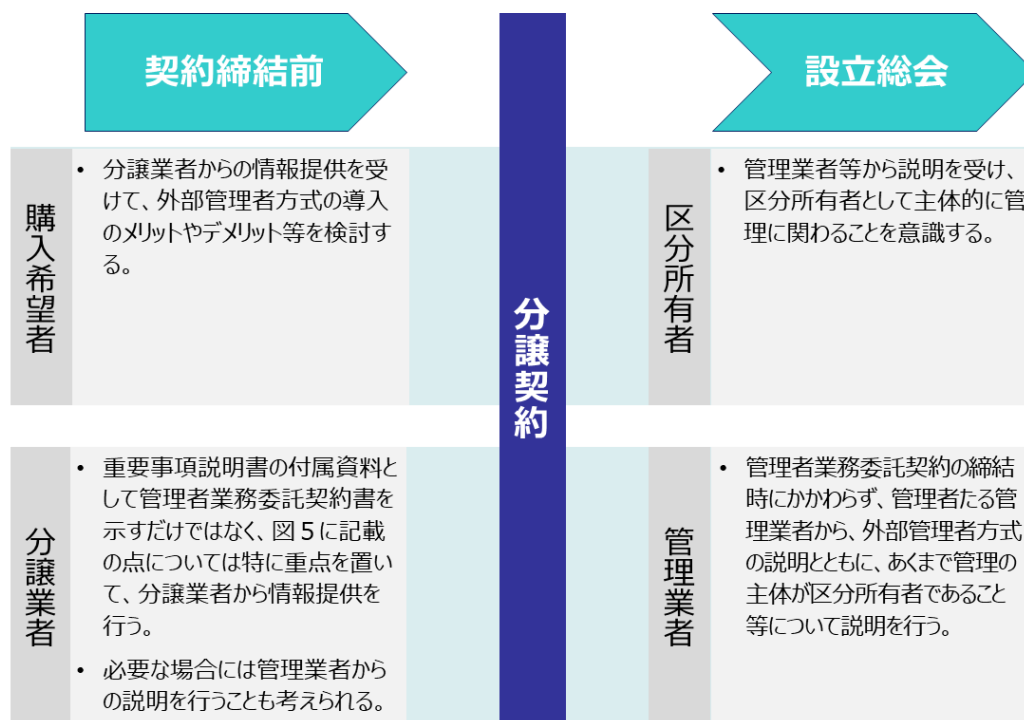 契約締結前
設立総会
分譲契約
購入希望者
• 分譲業者からの情報提供を受
けて、外部管理者方式の導入
のメリットやデメリット等を検討す
る。
区分所有者
• 管理業者等から説明を受け、
区分所有者として主体的に管
理に関わることを意識する。
分譲業者
• 重要事項説明書の付属資料と
して管理者業務委託契約書を
示すだけではなく、図5に記載
の点については特に重点を置い
て、分譲業者から情報提供を
行う。
• 必要な場合には管理業者から
の説明を行うことも考えられる。
管理業者
• 管理者業務委託契約の締結
時にかかわらず、管理者たる管
理業者から、外部管理者方式
の説明とともに、あくまで管理の
主体が区分所有者であること
等について説明を行う。